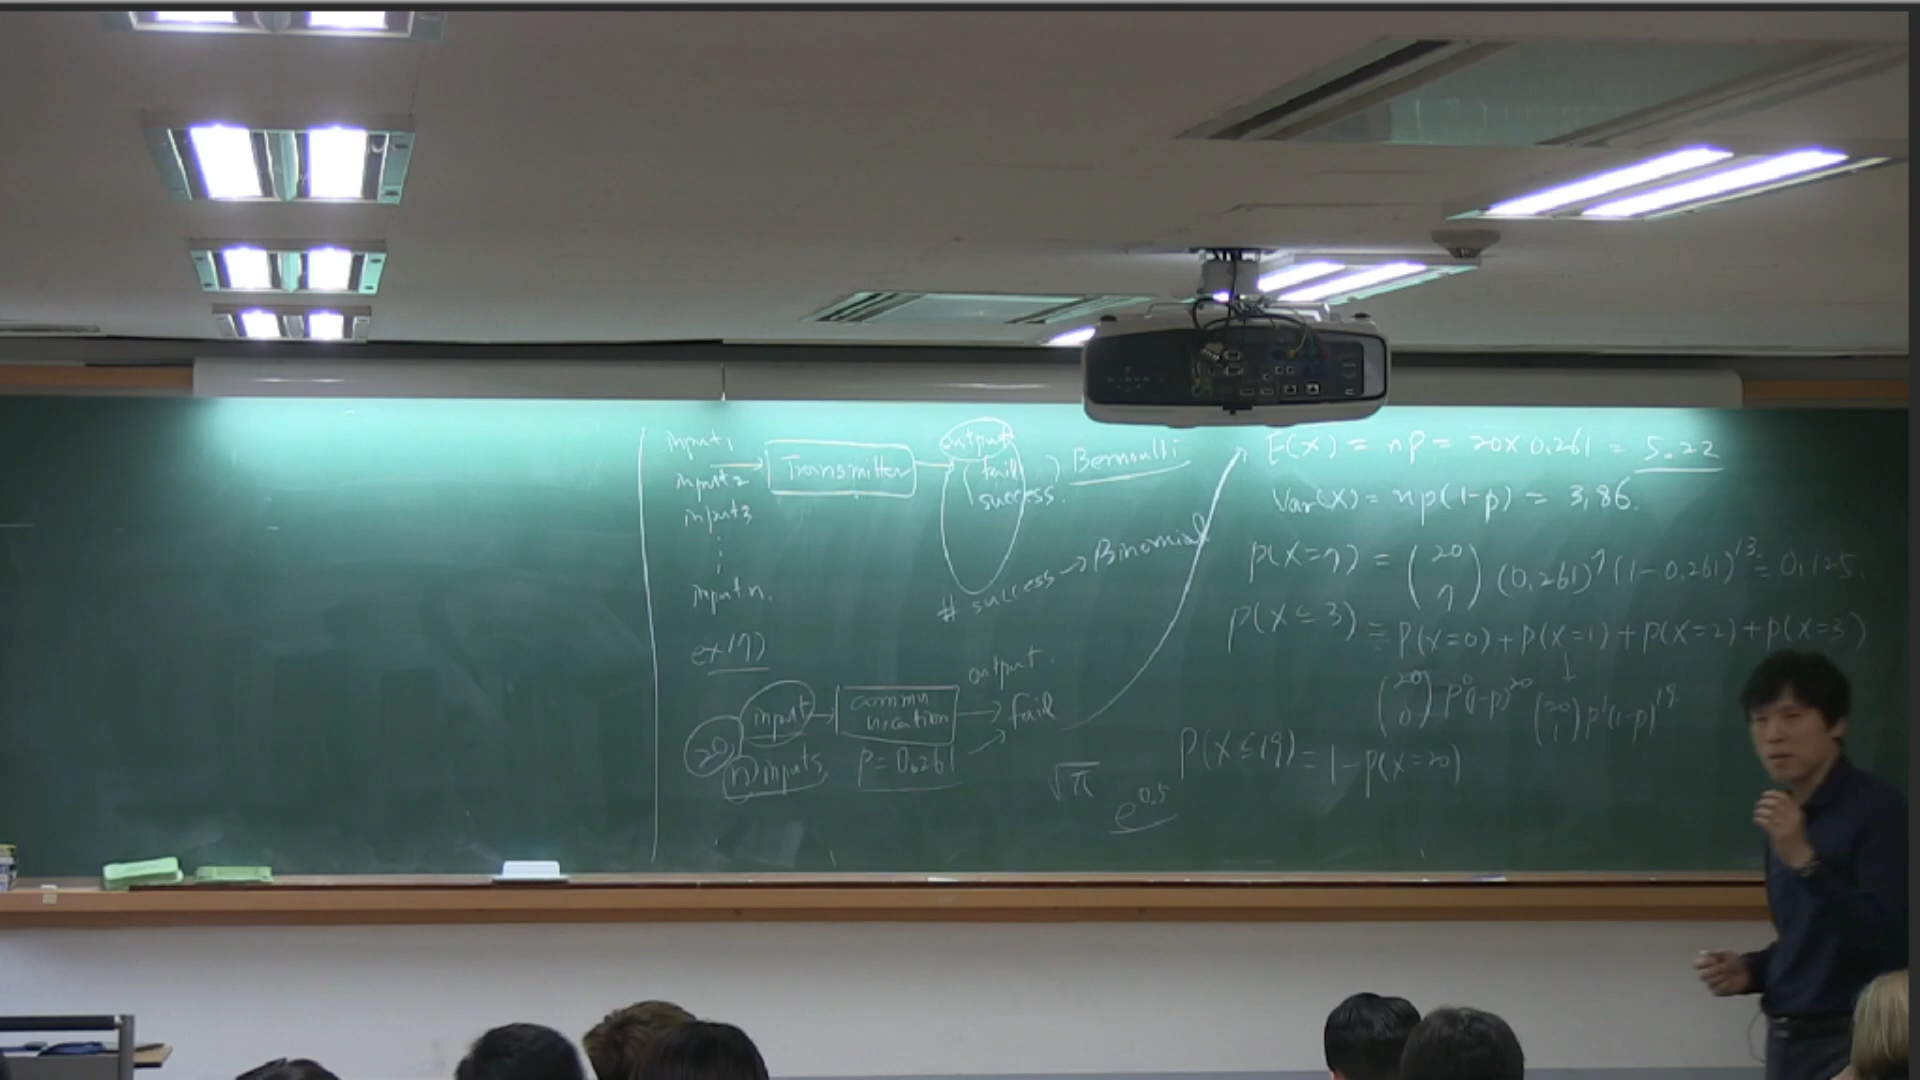 input1
Transmitter
output
fail
success.
Bernoulli
input2
input3
input n.
# success → Binomial
ex17)
20
input
commu
nication
output.
fail
n inputs
p = 0.261
√π
e^0.5
E(X) = np = 20 x 0.261 = 5.22
Var(X) = np(1-p) = 3.86.
P(X=7) = (20 7) (0.261)^7 (1-0.261)^13 = 0.125.
P(X≤3) = P(X=0) + P(X=1) + P(X=2) + P(X=3)
(20 0) p^0(1-p)^20 (20 1) p^1(1-p)^19.
P(X≤19) = 1-P(X=20)